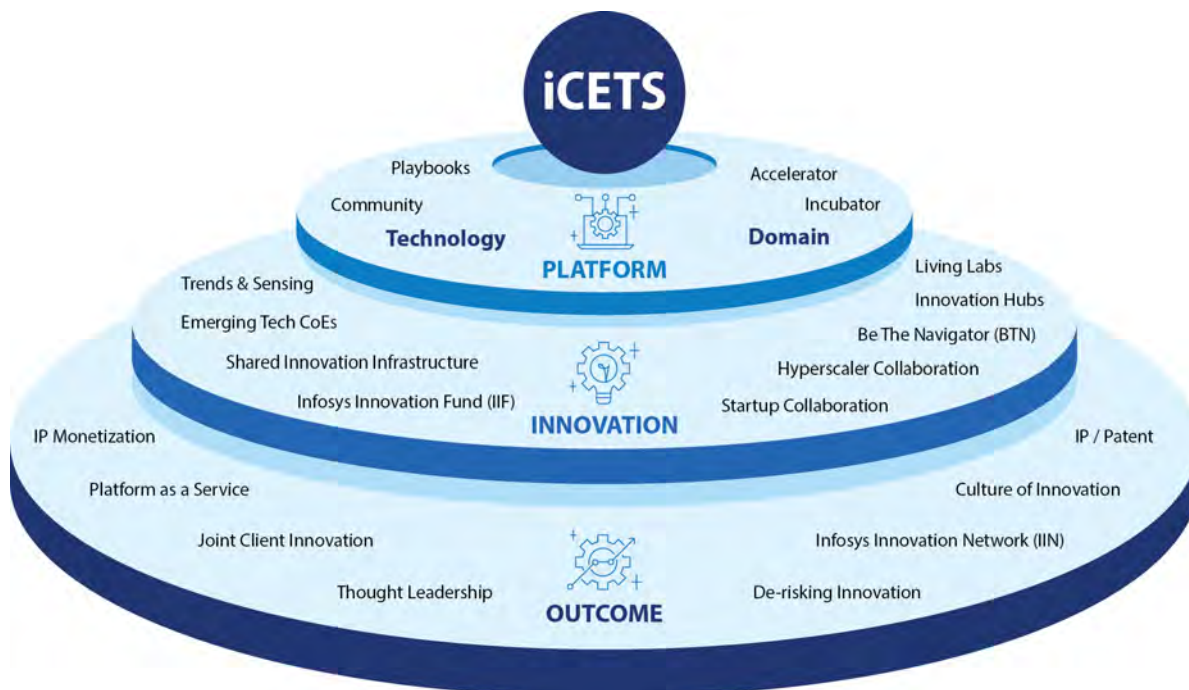 iCETS
Playbooks
Accelerator
Community
Incubator
Technology
Domain
PLATFORM
Trends & Sensing
Living Labs
Emerging Tech CoEs
Innovation Hubs
Shared Innovation Infrastructure
Be The Navigator (BTN)
Infosys Innovation Fund (IIF)
Hyperscaler Collaboration
Startup Collaboration
INNOVATION
IP Monetization
IP / Patent
Platform as a Service
Culture of Innovation
Joint Client Innovation
Infosys Innovation Network (IIN)
Thought Leadership
De-risking Innovation
OUTCOME